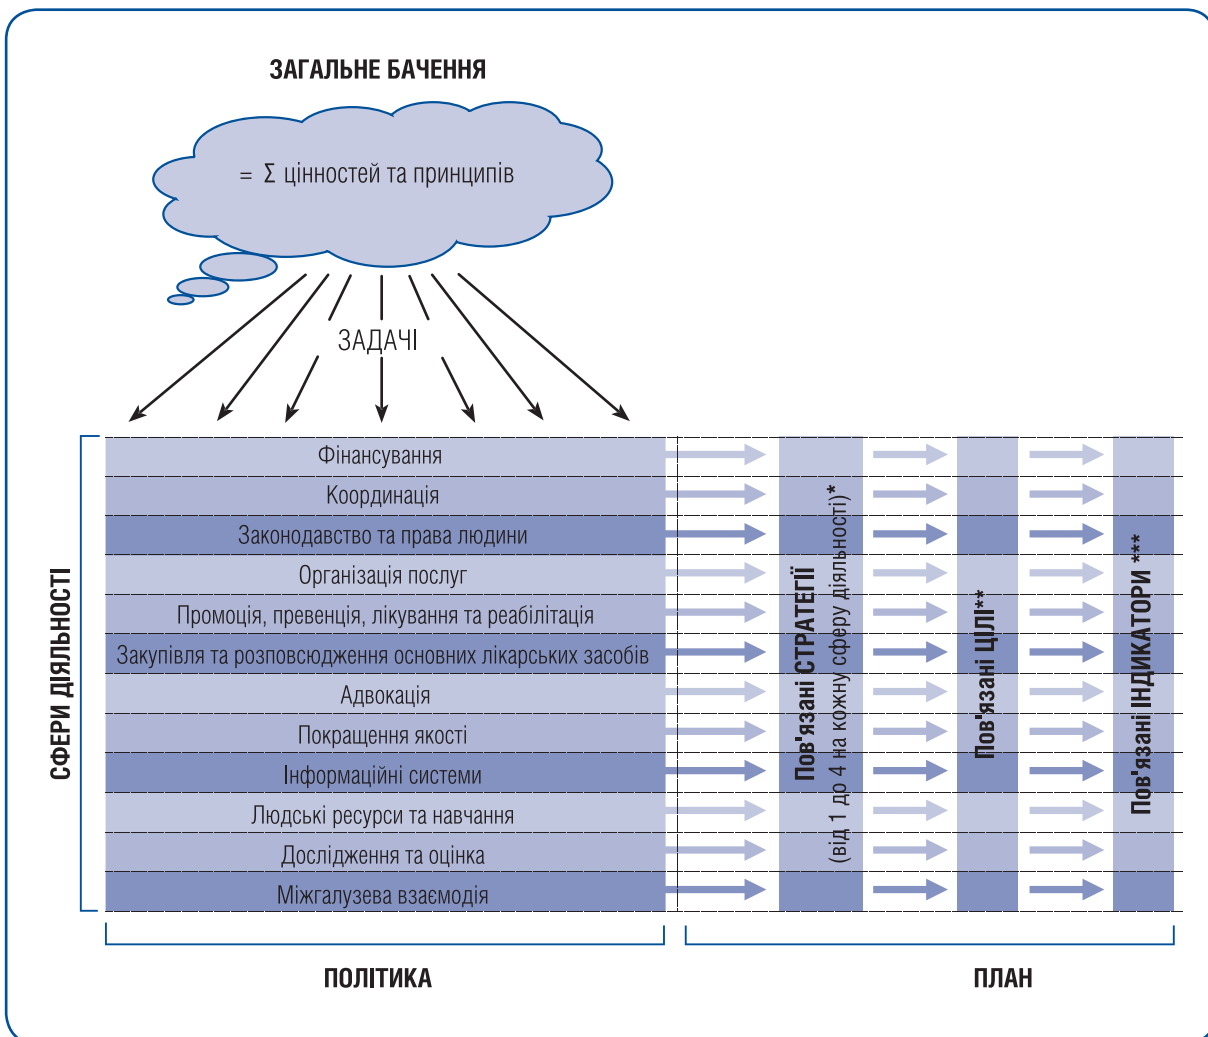 ЗАГАЛЬНЕ БАЧЕННЯ
= Σ цінностей та принципів
ЗАДАЧІ
СФЕРИ ДІЯЛЬНОСТІ
Фінансування
Координація
Законодавство та права людини
Організація послуг
Промоція, превенція, лікування та реабілітація
Закупівля та розповсюдження основних лікарських засобів
Адвокація
Покращення якості
Інформаційні системи
Людські ресурси та навчання
Дослідження та оцінка
Міжгалузева взаємодія
Пов'язані СТРАТЕГІЇ
(від 1 до 4 на кожну сферу діяльності)*
Пов'язані ЦІЛІ**
Пов'язані ІНДИКАТОРИ ***
ПОЛІТИКА
ПЛАН